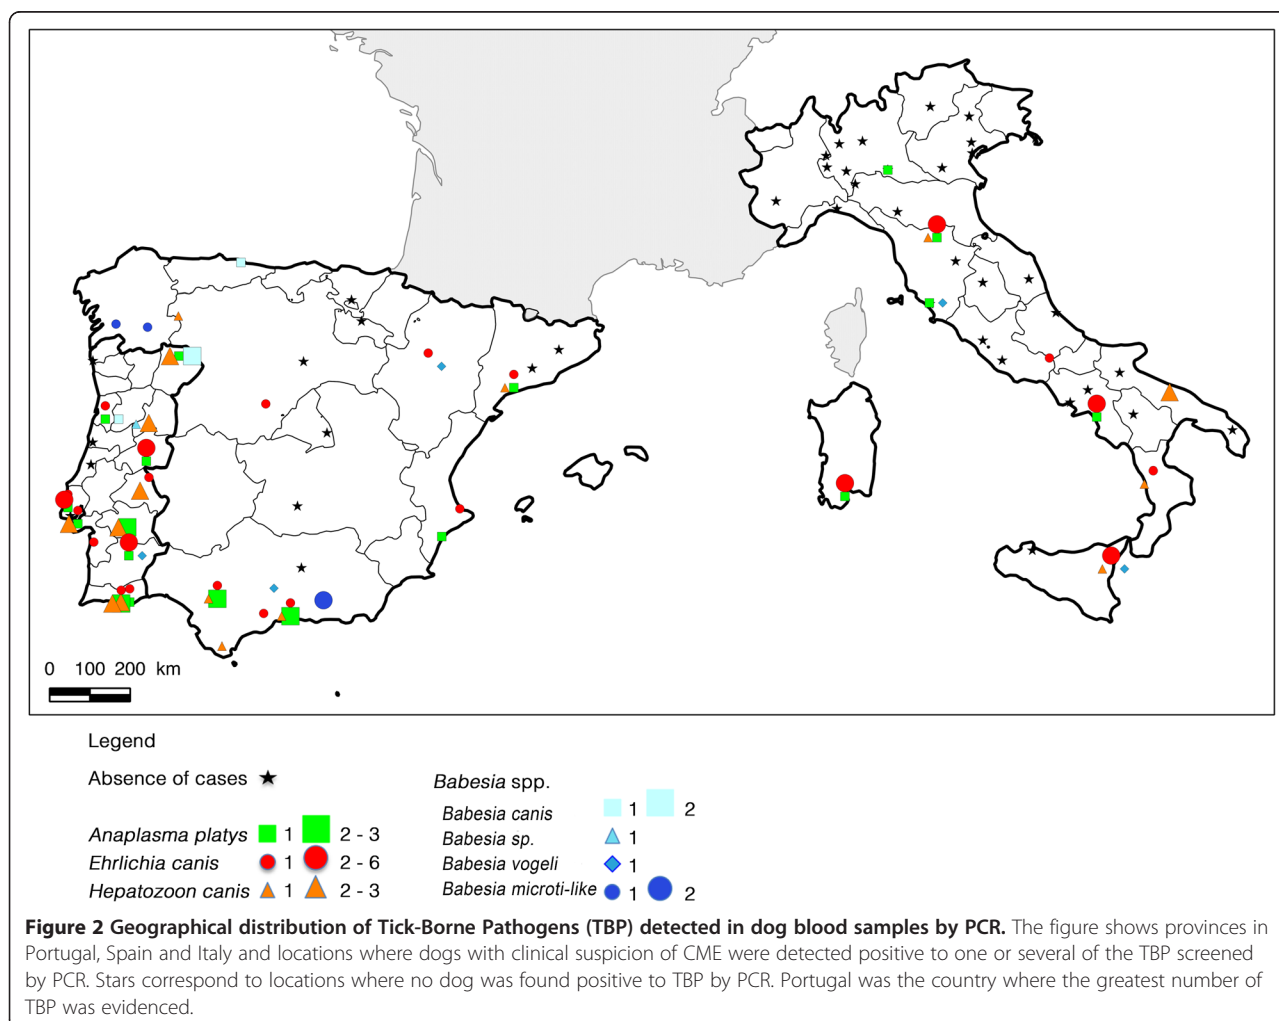 0 100 200 km
Legend
Absence of cases
Anaplasma platys 1 2 - 3
Ehrlichia canis 1 2 - 6
Hepatozoon canis 1 2 - 3
Babesia spp.
Babesia canis 1 2
Babesia sp. 1
Babesia vogeli 1
Babesia microti-like 1 2
Figure 2 Geographical distribution of Tick-Borne Pathogens (TBP) detected in dog blood samples by PCR. The figure shows provinces in
Portugal, Spain and Italy and locations where dogs with clinical suspicion of CME were detected positive to one or several of the TBP screened
by PCR. Stars correspond to locations where no dog was found positive to TBP by PCR. Portugal was the country where the greatest number of
TBP was evidenced.